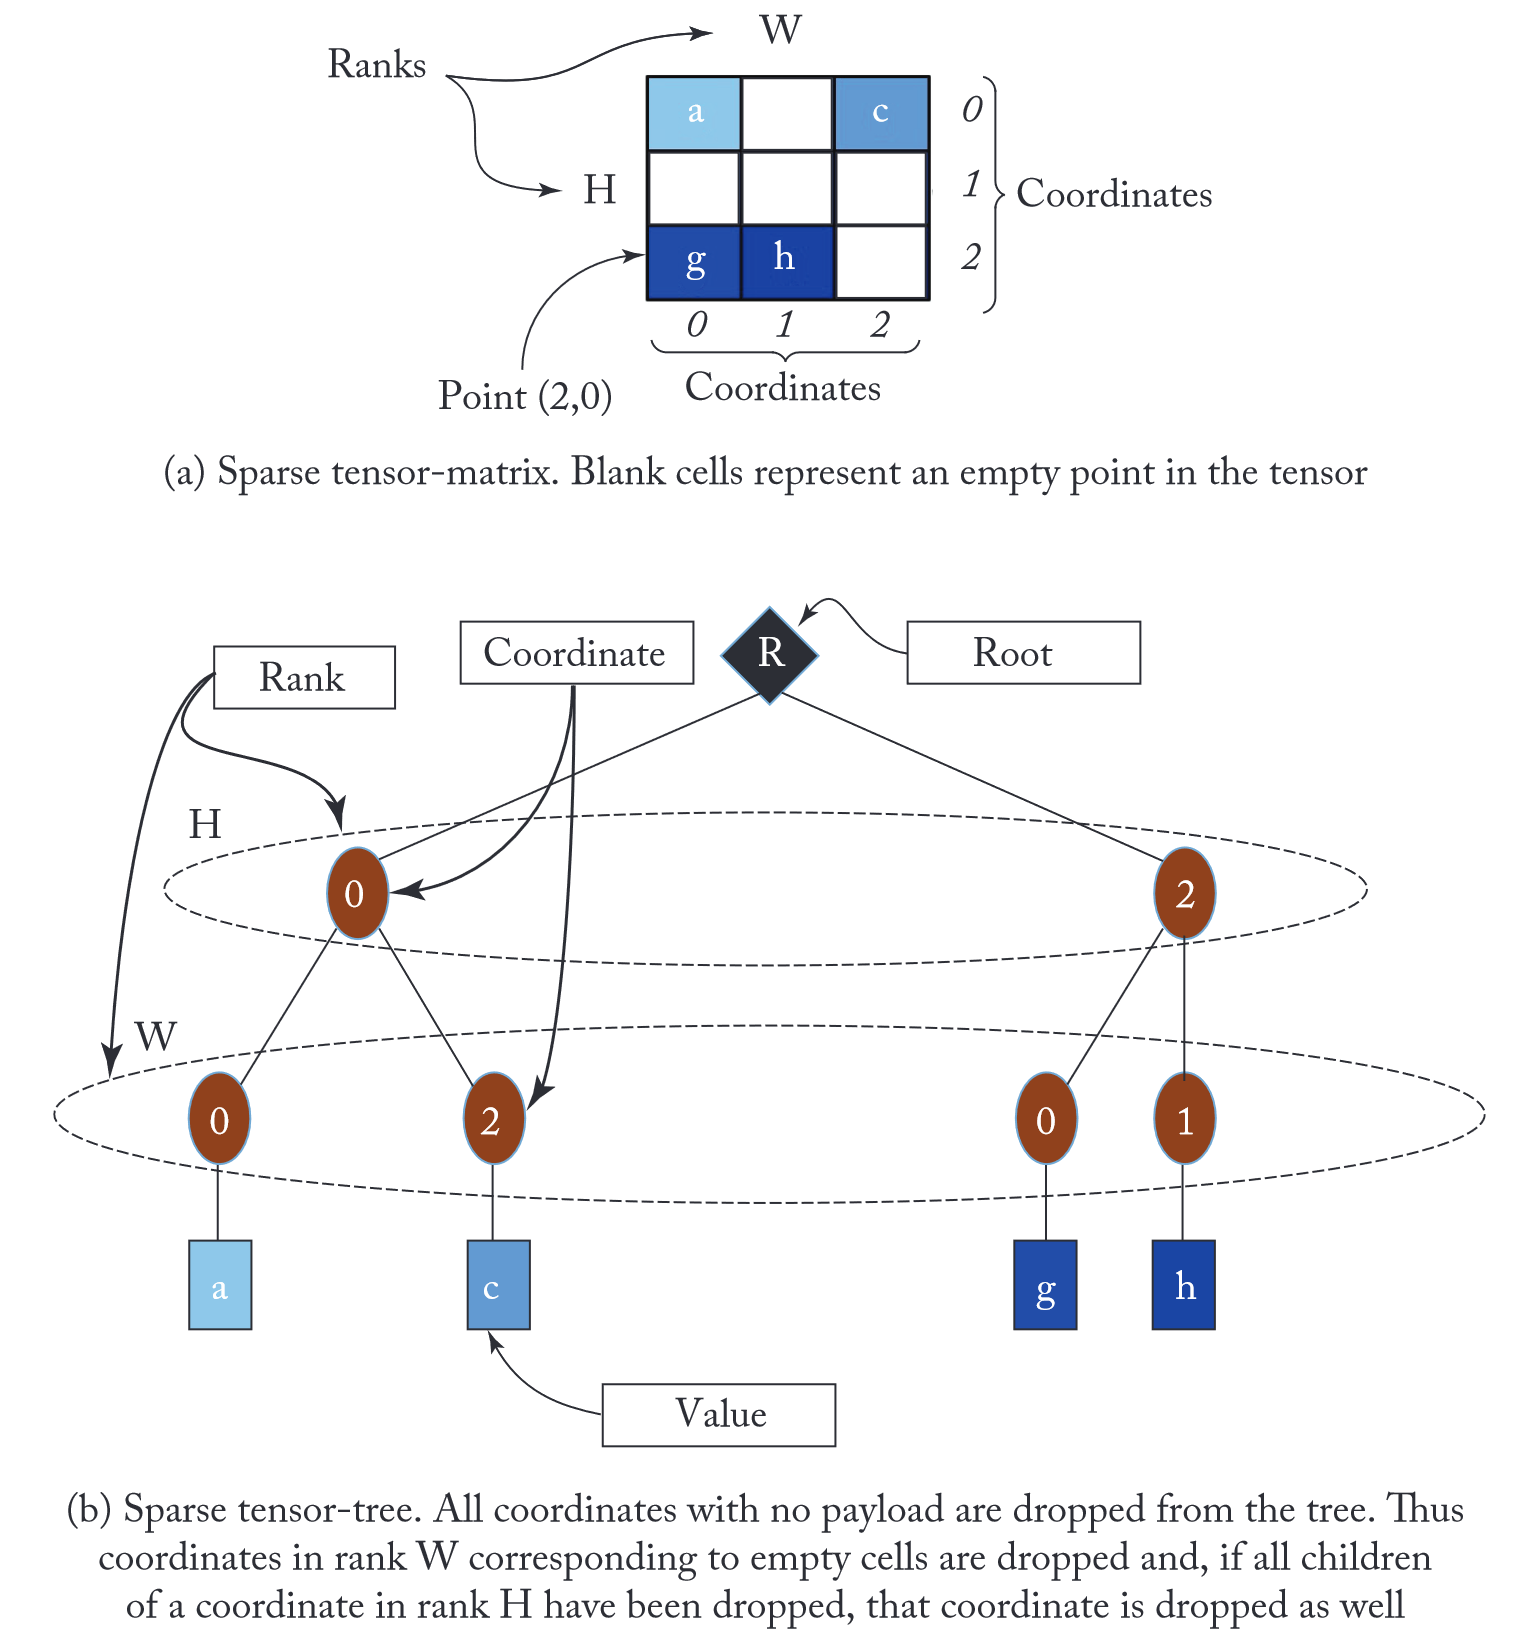 W
Ranks
a c 0
H 1 Coordinates
g h 2
0 1 2
Point (2,0) Coordinates
(a) Sparse tensor-matrix. Blank cells represent an empty point in the tensor
Rank Coordinate R Root
H
0 2
W
0 2 0 1
a c g h
Value
(b) Sparse tensor-tree. All coordinates with no payload are dropped from the tree. Thus
coordinates in rank W corresponding to empty cells are dropped and, if all children
of a coordinate in rank H have been dropped, that coordinate is dropped as well